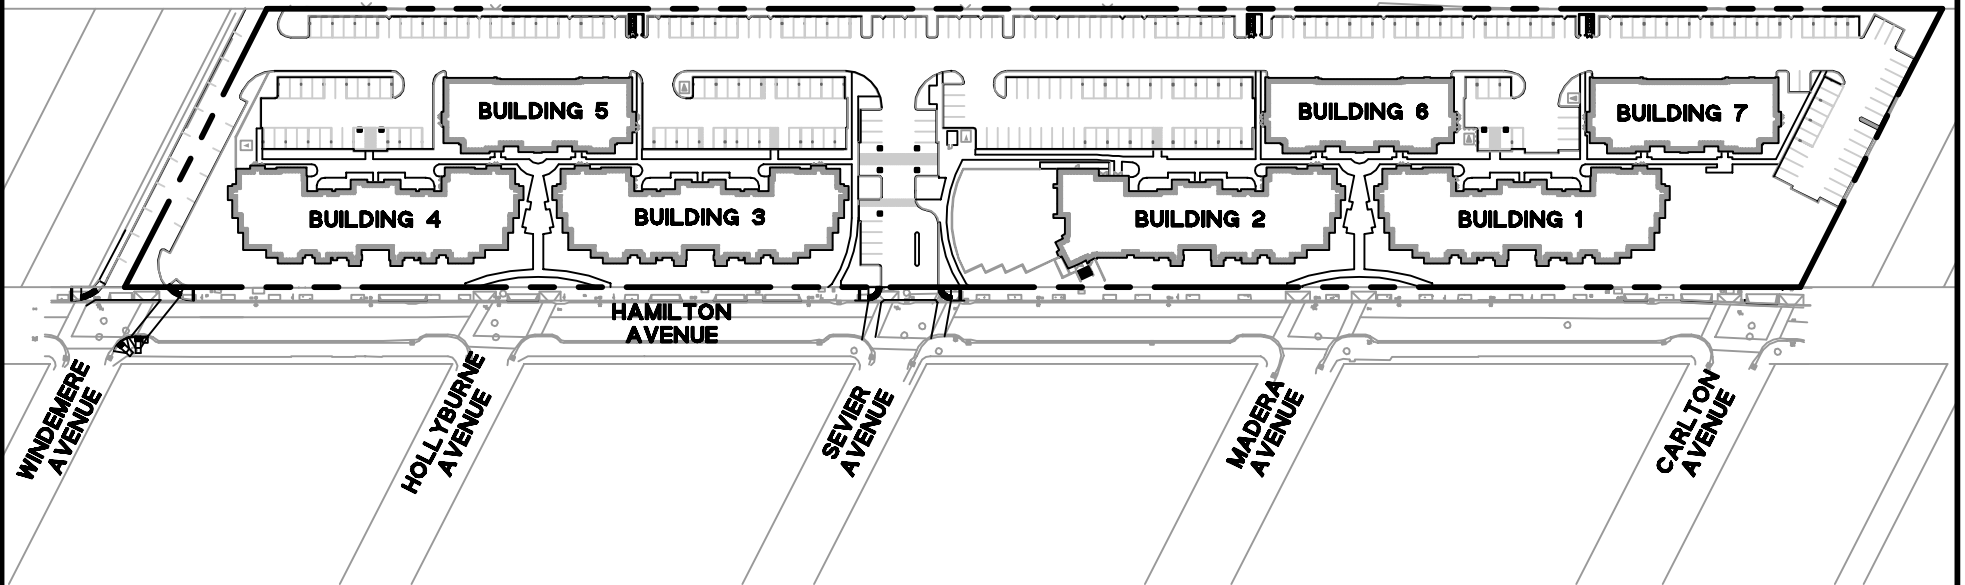 BUILDING 5
BUILDING 6
BUILDING 7
BUILDING 4
BUILDING 3
BUILDING 2
BUILDING 1
HAMILTON
AVENUE
WINDEMERE
AVENUE
HOLLYBURNE
AVENUE
SEVIER
AVENUE
MADERA
AVENUE
CARLTON
AVENUE